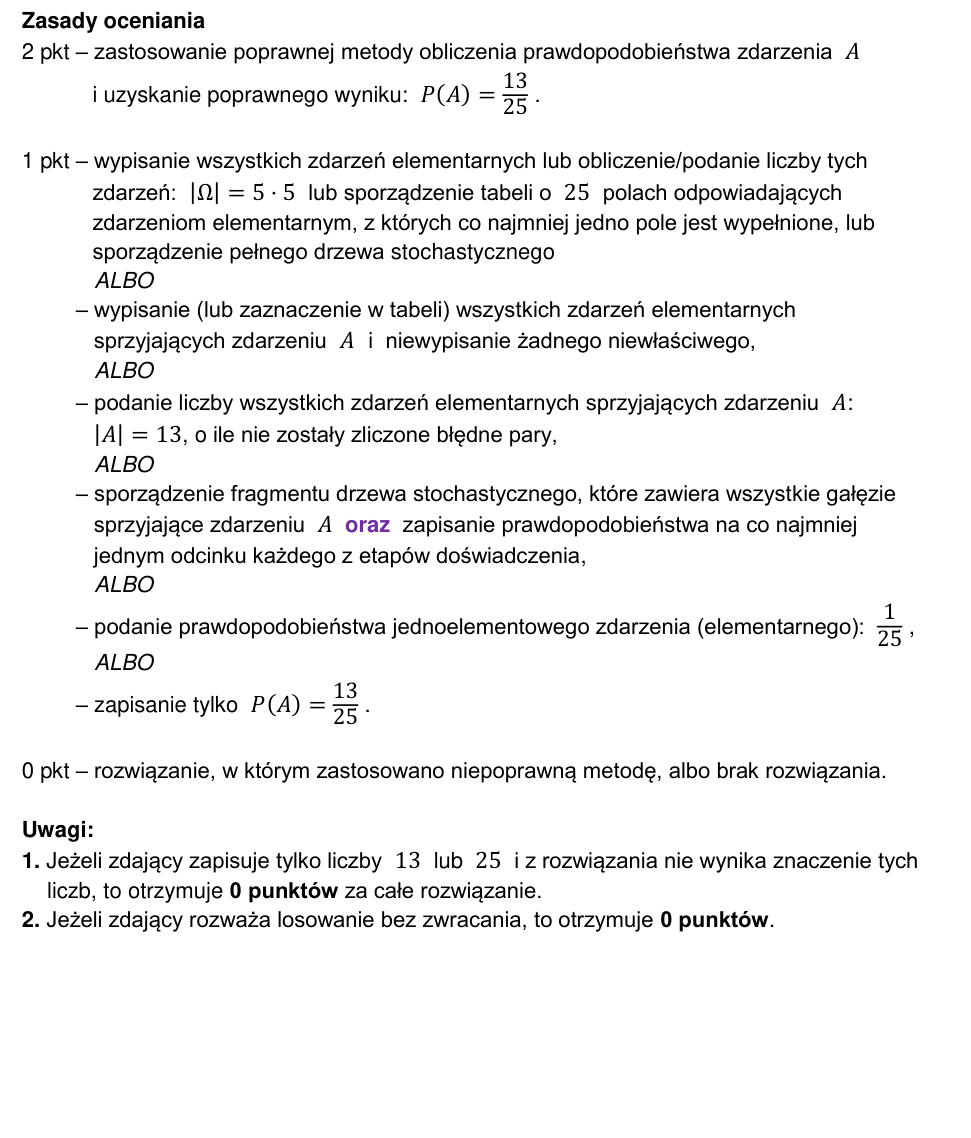 Zasady oceniania
2 pkt – zastosowanie poprawnej metody obliczenia prawdopodobieństwa zdarzenia A
i uzyskanie poprawnego wyniku: P(A) = 13/25 .
1 pkt – wypisanie wszystkich zdarzeń elementarnych lub obliczenie/podanie liczby tych
zdarzeń: |Ω| = 5 · 5 lub sporządzenie tabeli o 25 polach odpowiadających
zdarzeniom elementarnym, z których co najmniej jedno pole jest wypełnione, lub
sporządzenie pełnego drzewa stochastycznego
ALBO
– wypisanie (lub zaznaczenie w tabeli) wszystkich zdarzeń elementarnych
sprzyjających zdarzeniu A i niewypisanie żadnego niewłaściwego,
ALBO
– podanie liczby wszystkich zdarzeń elementarnych sprzyjających zdarzeniu A:
|A| = 13, o ile nie zostały zliczone błędne pary,
ALBO
– sporządzenie fragmentu drzewa stochastycznego, które zawiera wszystkie gałęzie
sprzyjające zdarzeniu A oraz zapisanie prawdopodobieństwa na co najmniej
jednym odcinku każdego z etapów doświadczenia,
ALBO
– podanie prawdopodobieństwa jednoelementowego zdarzenia (elementarnego): 1/25 ,
ALBO
– zapisanie tylko P(A) = 13/25 .
0 pkt – rozwiązanie, w którym zastosowano niepoprawną metodę, albo brak rozwiązania.
Uwagi:
1. Jeżeli zdający zapisuje tylko liczby 13 lub 25 i z rozwiązania nie wynika znaczenie tych
liczb, to otrzymuje 0 punktów za całe rozwiązanie.
2. Jeżeli zdający rozważa losowanie bez zwracania, to otrzymuje 0 punktów.